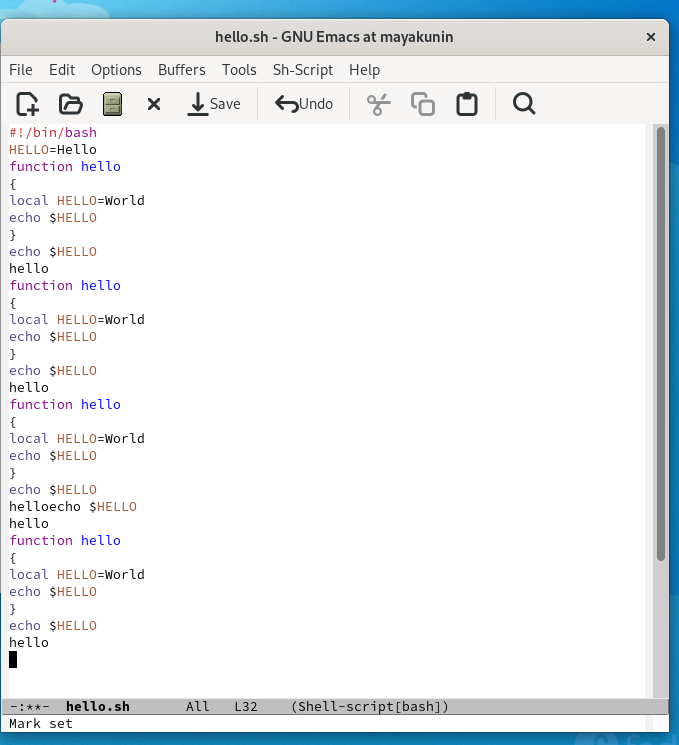 hello.sh - GNU Emacs at mayakunin ×
File Edit Options Buffers Tools Sh-Script Help
Save Undo
#!/bin/bash
HELLO=Hello
function hello
{
local HELLO=World
echo $HELLO
}
echo $HELLO
hello
function hello
{
local HELLO=World
echo $HELLO
}
echo $HELLO
hello
function hello
{
local HELLO=World
echo $HELLO
}
echo $HELLO
helloecho $HELLO
hello
function hello
{
local HELLO=World
echo $HELLO
}
echo $HELLO
hello
-:**- hello.sh All L32 (Shell-script[bash])
Mark set